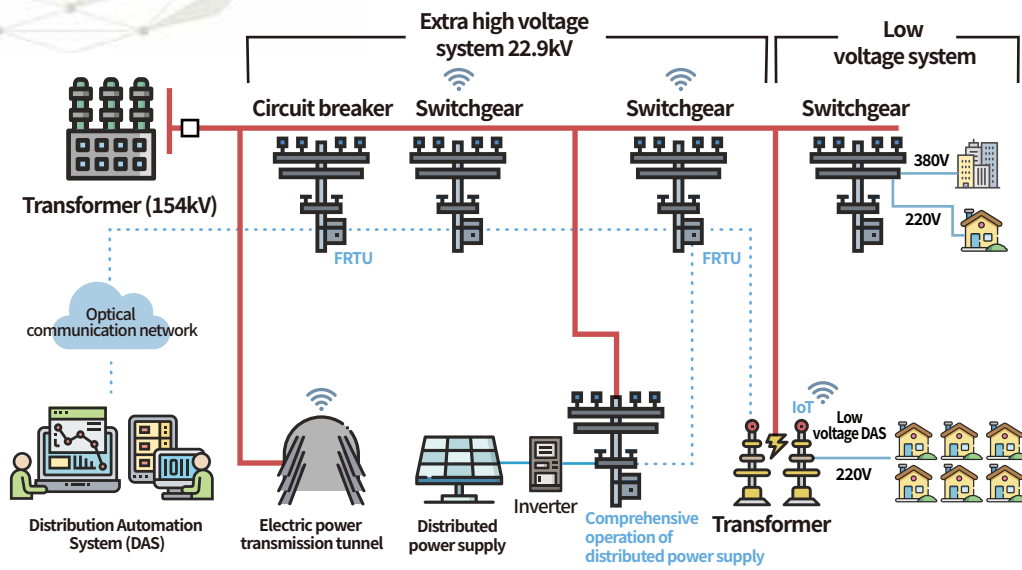 Extra high voltage
system 22.9kV
Low
voltage system
Circuit breaker
Switchgear
Switchgear
Switchgear
Transformer (154kV)
380V
220V
FRTU
FRTU
Optical
communication network
IoT
Low
voltage DAS
220V
Distribution Automation
System (DAS)
Electric power
transmission tunnel
Distributed
power supply
Inverter
Comprehensive
operation of
distributed power supply
Transformer